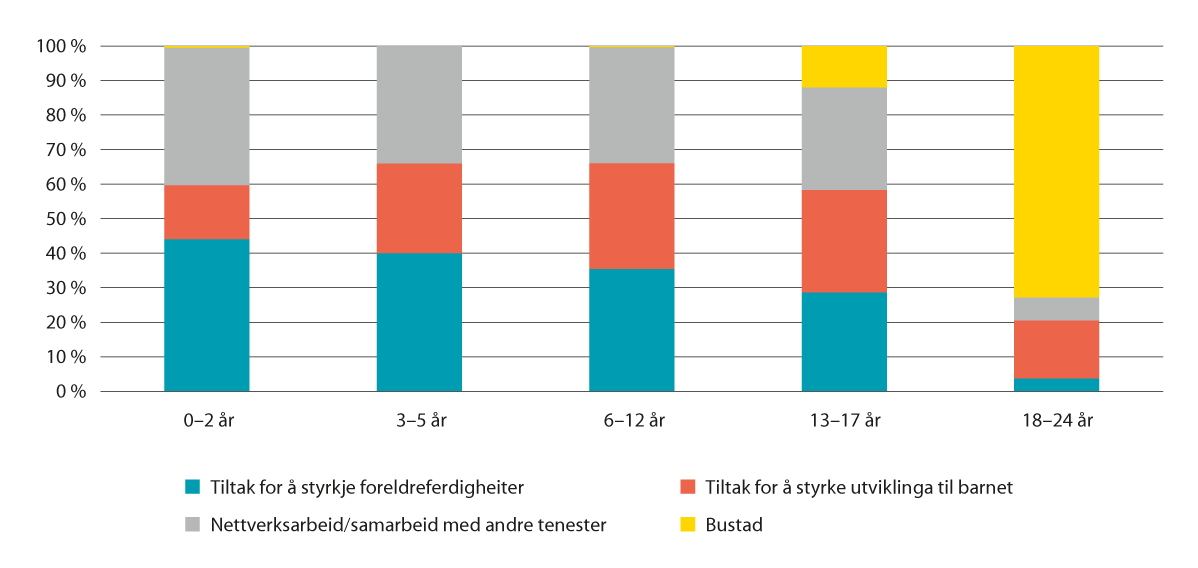 100 %
90 %
80 %
70 %
60 %
50 %
40 %
30 %
20 %
10 %
0 %
0–2 år
3–5 år
6–12 år
13–17 år
18–24 år
Tiltak for å styrkje foreldreferdigheiter
Tiltak for å styrke utviklinga til barnet
Nettverksarbeid/samarbeid med andre tenester
Bustad